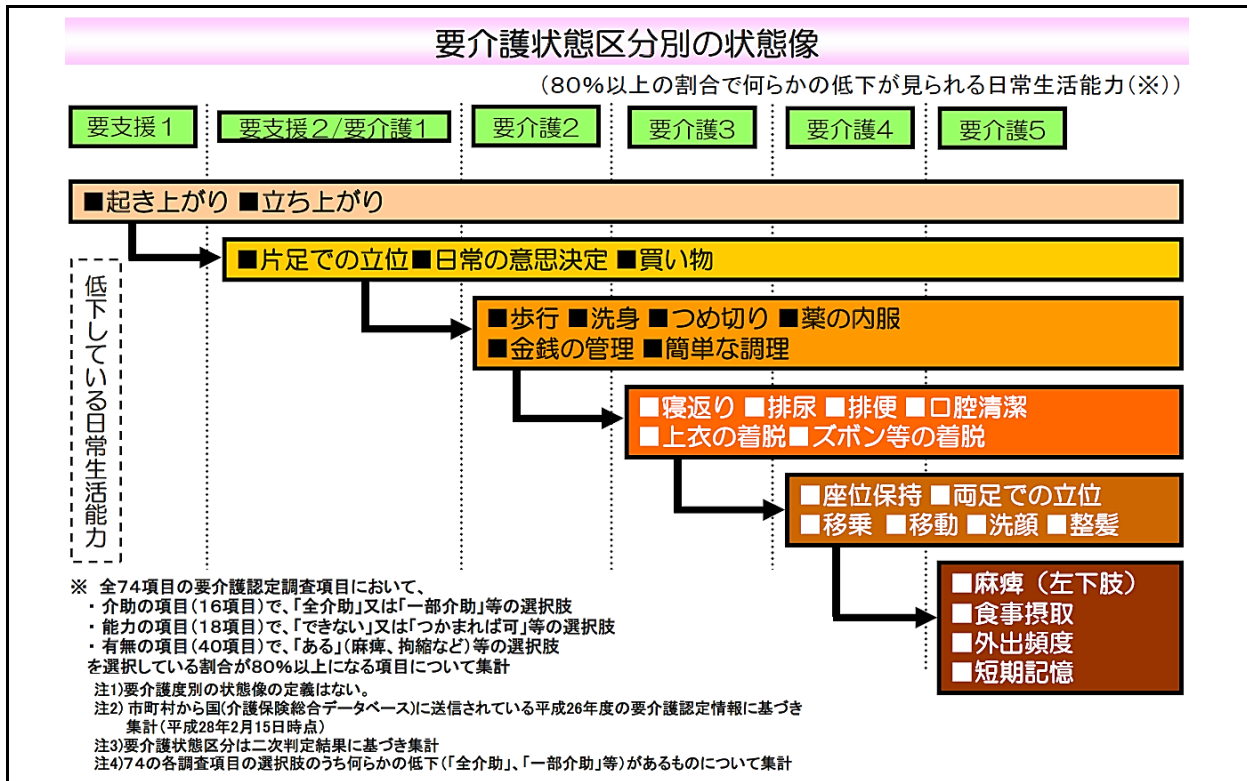 要介護状態区分別の状態像
(80%以上の割合で何らかの低下が見られる日常生活能力(※))
要支援1
要支援2/要介護1
要介護2
要介護3
要介護4
要介護5
■起き上がり ■立ち上がり
■片足での立位■日常の意思決定 ■買い物
■歩行 ■洗身 ■つめ切り ■薬の内服
■金銭の管理 ■簡単な調理
■寝返り ■排尿 ■排便 ■口腔清潔
■上衣の着脱■ズボン等の着脱
■座位保持 ■両足での立位
■移乗 ■移動 ■洗顔 ■整髪
■麻痺(左下肢)
■食事摂取
■外出頻度
■短期記憶
低下している日常生活能力
※ 全74項目の要介護認定調査項目において、
・介助の項目(16項目)で、「全介助」又は「一部介助」等の選択肢
・能力の項目(18項目)で、「できない」又は「つかまれば可」等の選択肢
・有無の項目(40項目)で、「ある」(麻痺、拘縮など)等の選択肢
を選択している割合が80%以上になる項目について集計
注1)要介護度別の状態像の定義はない。
注2)市町村から国(介護保険総合データベース)に送信されている平成26年度の要介護認定情報に基づき
集計(平成28年2月15日時点)
注3)要介護状態区分は二次判定結果に基づき集計
注4)74の各調査項目の選択肢のうち何らかの低下(「全介助」、「一部介助」等)があるものについて集計